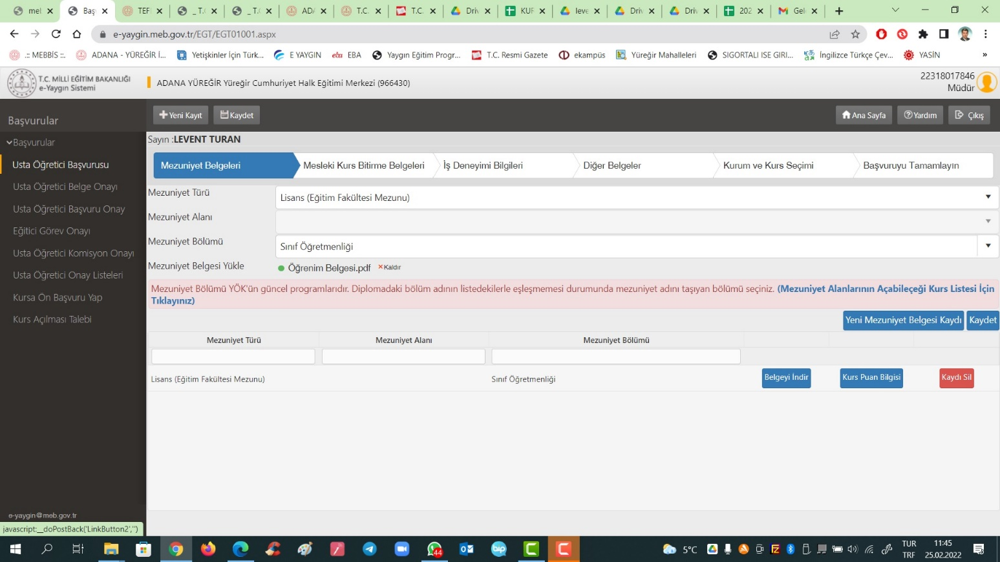 meb
Baş
TEF
_ T.C
_ T.C
ADA
T.C.
T.C.
Driv
KUR
leve
Driv
Driv
202
Gel
e-yaygin.meb.gov.tr/EGT/EGT01001.aspx
.:: MEBBİS ::.
ADANA - YÜREĞİR İ...
Yetişkinler İçin Türk...
E YAYGIN
eba EBA
Yaygın Eğitim Progr...
T.C. Resmi Gazete
ekampüs
Yüreğir Mahalleleri
SIGORTALI ISE GIRI...
İngilizce Türkçe Çev...
YASİN
»
T.C. MİLLİ EĞİTİM BAKANLIĞI
e-Yaygin Sistemi
ADANA YÜREĞİR Yüreğir Cumhuriyet Halk Eğitimi Merkezi (966430)
22318017846
Müdür
Başvurular
Yeni Kayıt
Kaydet
Ana Sayfa
Yardım
Çıkış
Başvurular
Usta Öğretici Başvurusu
Usta Öğretici Belge Onayı
Usta Öğretici Başvuru Onay
Eğitici Görev Onayı
Usta Öğretici Komisyon Onayı
Usta Öğretici Onay Listeleri
Kursa Ön Başvuru Yap
Kurs Açılması Talebi
Sayin :LEVENT TURAN
Mezuniyet Belgeleri
Mesleki Kurs Bitirme Belgeleri
İş Deneyimi Bilgileri
Diğer Belgeler
Kurum ve Kurs Seçimi
Başvuruyu Tamamlayın
Mezuniyet Türü
Lisans (Eğitim Fakültesi Mezunu)
Mezuniyet Alanı
Mezuniyet Bölümü
Sınıf Öğretmenliği
Mezuniyet Belgesi Yükle
Öğrenim Belgesi.pdf
×Kaldır
Mezuniyet Bölümü YÖK'ün güncel programlarıdır. Diplomadaki bölüm adının listedekilerle eşleşmemesi durumunda mezuniyet adını taşıyan bölümü seçiniz. (Mezuniyet Alanlarının Açabileceği Kurs Listesi İçin
Tıklayınız)
Yeni Mezuniyet Belgesi Kaydı
Kaydet
Mezuniyet Türü
Mezuniyet Alanı
Mezuniyet Bölümü
Lisans (Eğitim Fakültesi Mezunu)
Sınıf Öğretmenliği
Belgeyi İndir
Kurs Puan Bilgisi
Kaydı Sil
e-yaygin@meb.gov.tr
javascript:__doPostBack('LinkButton2','')
44
bip
5°C
TUR
TRF
11:45
25.02.2022